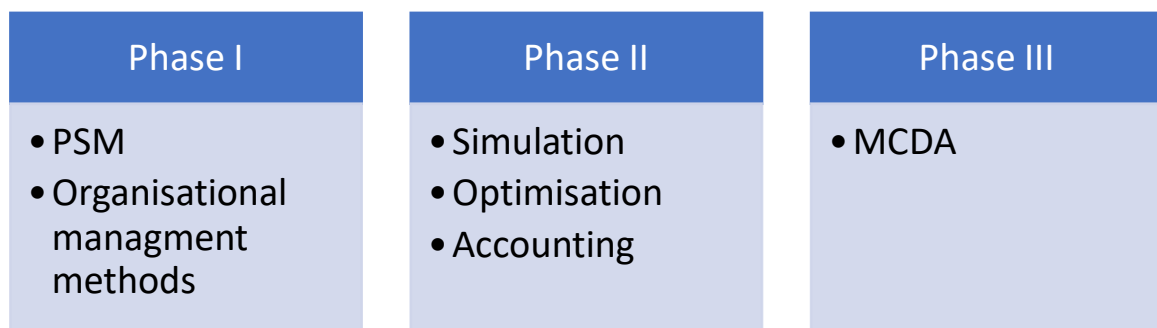 Phase I
• PSM
• Organisational
managment
methods
Phase II
• Simulation
• Optimisation
• Accounting
Phase III
• MCDA